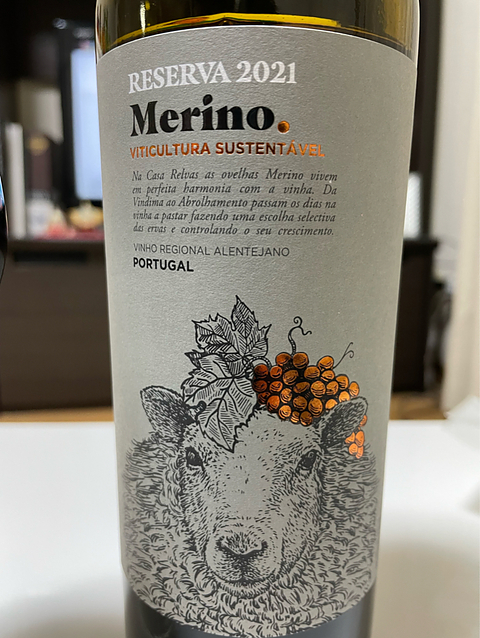 RESERVA 2021
Merino.
VITICULTURA SUSTENTÁVEL
Na Casa Relvas as ovelhas Merino vivem
em perfeita harmonia com a vinha. Da
Vindima ao Abrolhamento passam os dias na
vinha a pastar fazendo uma escolha selectiva
das ervas e controlando o seu crescimento.
VINHO REGIONAL ALENTEJANO
PORTUGAL